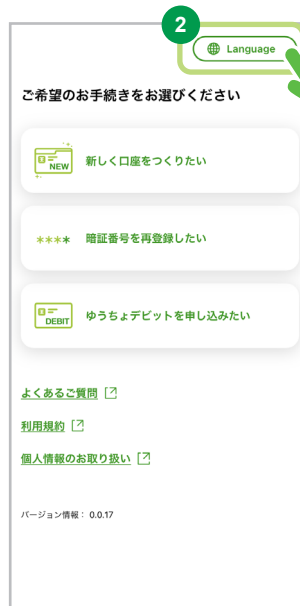 2
Language
ご希望のお手続きをお選びください
NEW
新しく口座をつくりたい
****
暗証番号を再登録したい
DEBIT
ゆうちょデビットを申し込みたい
よくあるご質問
利用規約
個人情報のお取り扱い
バージョン情報: 0.0.17